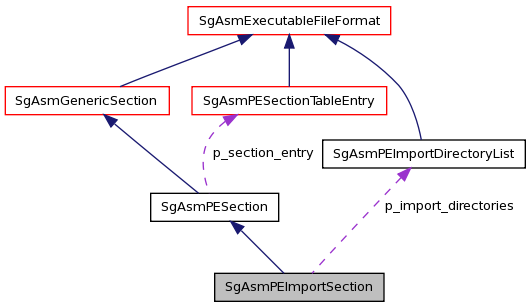 SgAsmExecutableFileFormat
SgAsmGenericSection
SgAsmPESectionTableEntry
p_section_entry
SgAsmPEImportDirectoryList
SgAsmPESection
p_import_directories
SgAsmPEImportSection